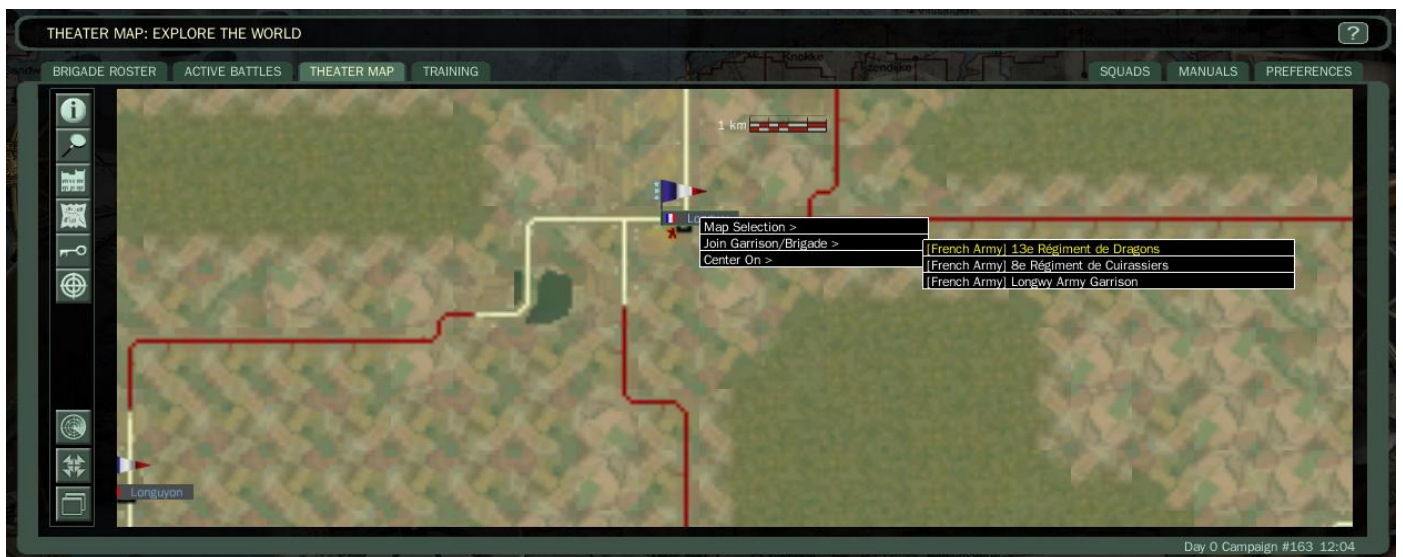 THEATER MAP: EXPLORE THE WORLD
?
BRIGADE ROSTER
ACTIVE BATTLES
THEATER MAP
TRAINING
Knokke
SQUADS
MANUALS
PREFERENCES
1 km
Map Selection >
Join Garrison/Brigade >
Center On >
[French Army] 13e Régiment de Dragons
[French Army] 8e Régiment de Cuirassiers
[French Army] Longwy Army Garrison
Longuyon
Day 0 Campaign #163 12:04